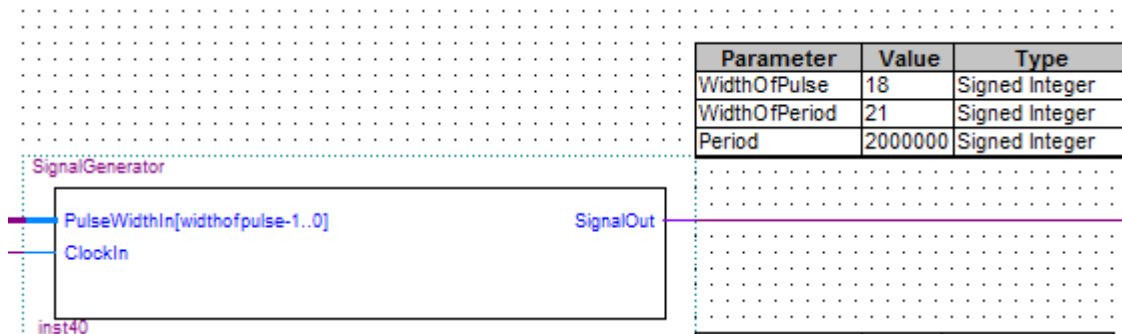 Parameter Value Type
WidthOfPulse 18 Signed Integer
WidthOfPeriod 21 Signed Integer
Period 2000000 Signed Integer
SignalGenerator
PulseWidthIn[widthofpulse-1..0] SignalOut
ClockIn
inst40